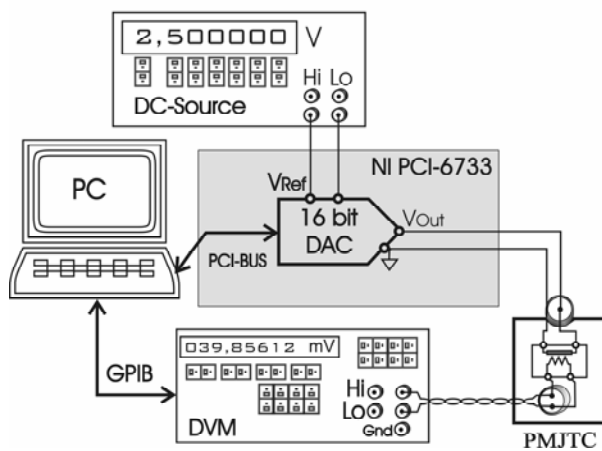 2,500000 V
Hi Lo
DC-Source
NI PCI-6733
PC
VRef
16 bit
DAC
VOut
PCI-BUS
039,85612 mV
GPIB
Hi
Lo
Gnd
DVM
PMJTC